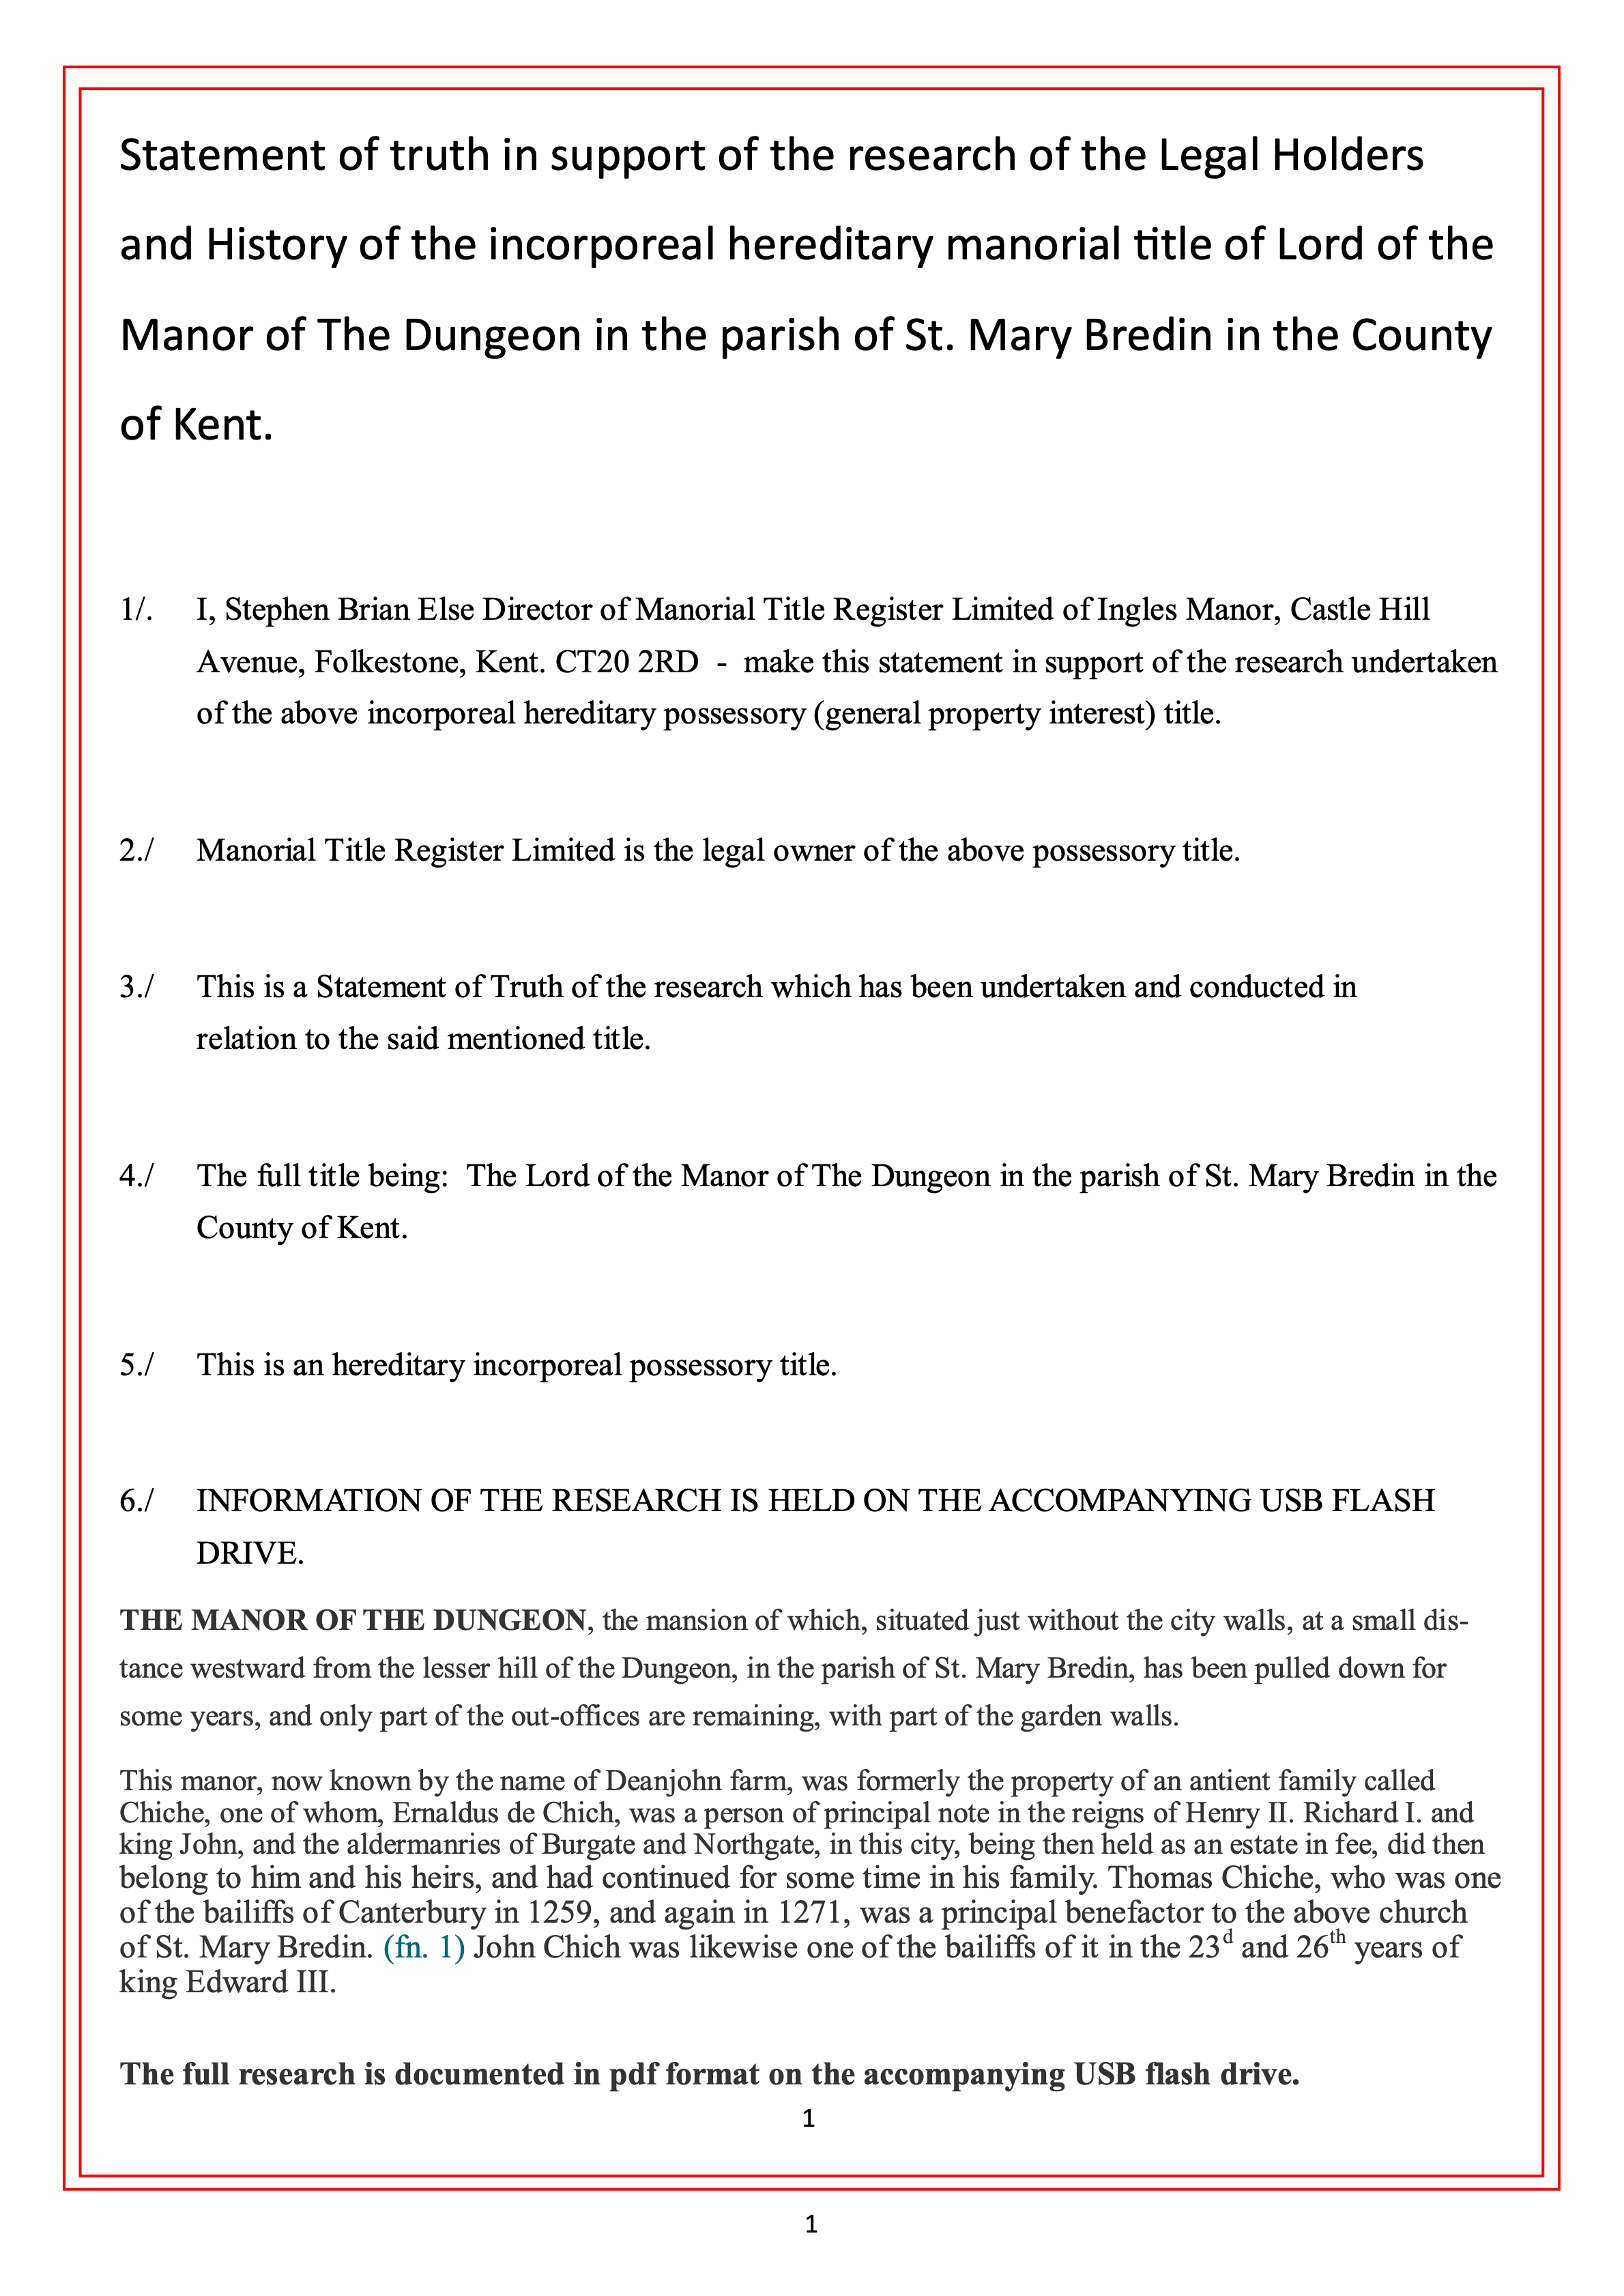 Statement of truth in support of the research of the Legal Holders
and History of the incorporeal hereditary manorial title of Lord of the
Manor of The Dungeon in the parish of St. Mary Bredin in the County
of Kent.
1/. I, Stephen Brian Else Director of Manorial Title Register Limited of Ingles Manor, Castle Hill
Avenue, Folkestone, Kent. CT20 2RD - make this statement in support of the research undertaken
of the above incorporeal hereditary possessory (general property interest) title.
2./ Manorial Title Register Limited is the legal owner of the above possessory title.
3./ This is a Statement of Truth of the research which has been undertaken and conducted in
relation to the said mentioned title.
4./ The full title being: The Lord of the Manor of The Dungeon in the parish of St. Mary Bredin in the
County of Kent.
5./ This is an hereditary incorporeal possessory title.
6./ INFORMATION OF THE RESEARCH IS HELD ON THE ACCOMPANYING USB FLASH
DRIVE.
THE MANOR OF THE DUNGEON, the mansion of which, situated just without the city walls, at a small dis-
tance westward from the lesser hill of the Dungeon, in the parish of St. Mary Bredin, has been pulled down for
some years, and only part of the out-offices are remaining, with part of the garden walls.
This manor, now known by the name of Deanjohn farm, was formerly the property of an antient family called
Chiche, one of whom, Ernaldus de Chich, was a person of principal note in the reigns of Henry II. Richard I. and
king John, and the aldermanries of Burgate and Northgate, in this city, being then held as an estate in fee, did then
belong to him and his heirs, and had continued for some time in his family. Thomas Chiche, who was one
of the bailiffs of Canterbury in 1259, and again in 1271, was a principal benefactor to the above church
of St. Mary Bredin. (fn. 1) John Chich was likewise one of the bailiffs of it in the 23d and 26th years of
king Edward III.
The full research is documented in pdf format on the accompanying USB flash drive.
1
1